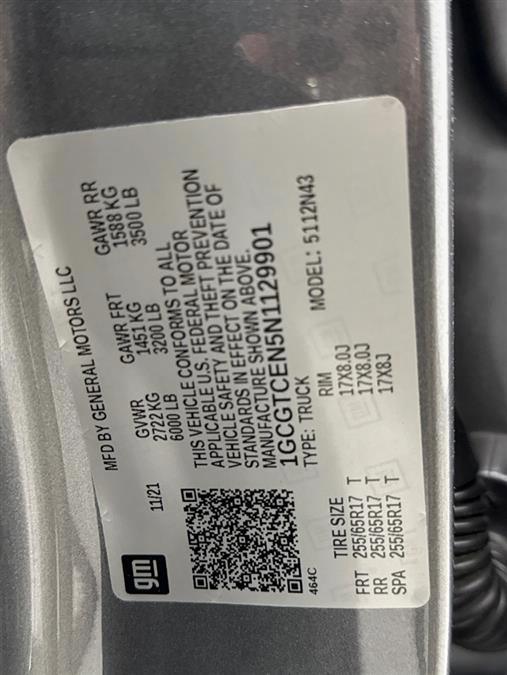 MFD BY GENERAL MOTORS LLC
gm
11/21
GVWR GAWR FRT GAWR RR
2722 KG 1451 KG 1588 KG
6000 LB 3200 LB 3500 LB
THIS VEHICLE CONFORMS TO ALL
APPLICABLE U.S. FEDERAL MOTOR
VEHICLE SAFETY AND THEFT PREVENTION
STANDARDS IN EFFECT ON THE DATE OF
MANUFACTURE SHOWN ABOVE.
1GCGTCEN5N1129901
TYPE: TRUCK MODEL: 5112N43
464C
TIRE SIZE RIM
FRT 255/65R17 T 17X8.0J
RR 255/65R17 T 17X8.0J
SPA 255/65R17 T 17X8J